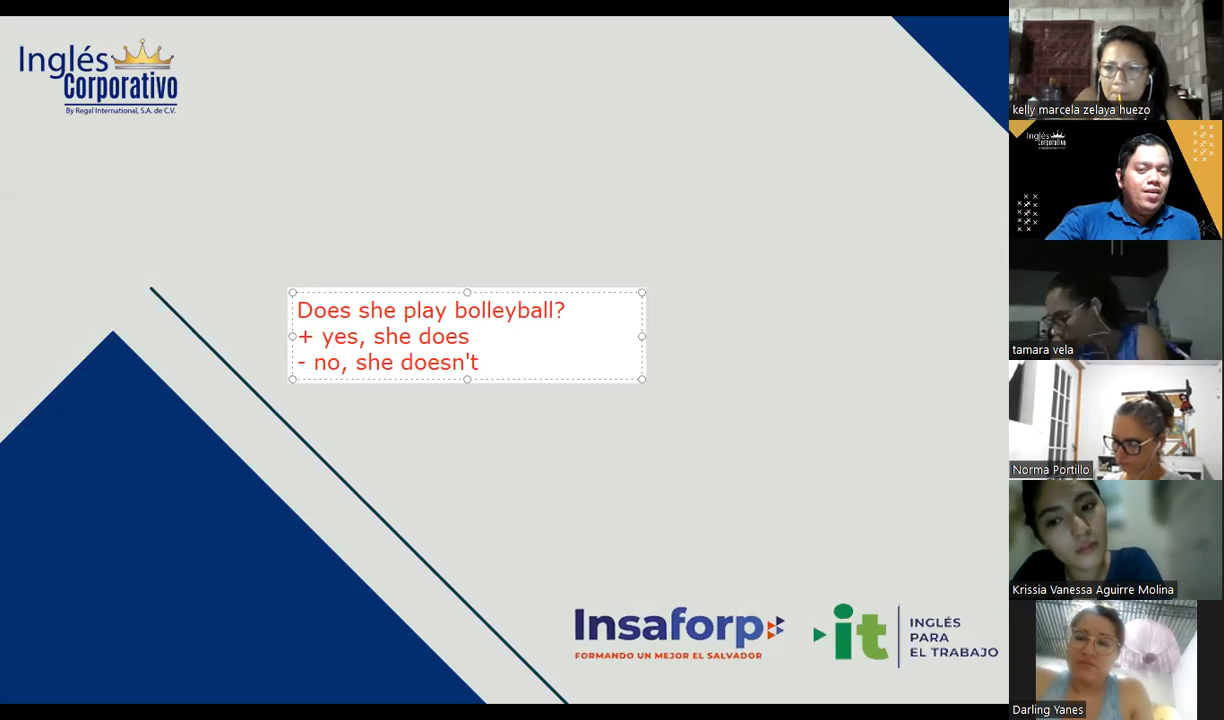 Inglés
Corporativo
By Regal International, S.A. de C.V.
Does she play bolleyball?
+ yes, she does
- no, she doesn't
Insaforp
FORMANDO UN MEJOR EL SALVADOR
it
INGLÉS
PARA
EL TRABAJO
kelly marcela zelaya huezo
Inglés
Corporativo
tamara vela
Norma Portillo
Krissia Vanessa Aguirre Molina
Darling Yanes